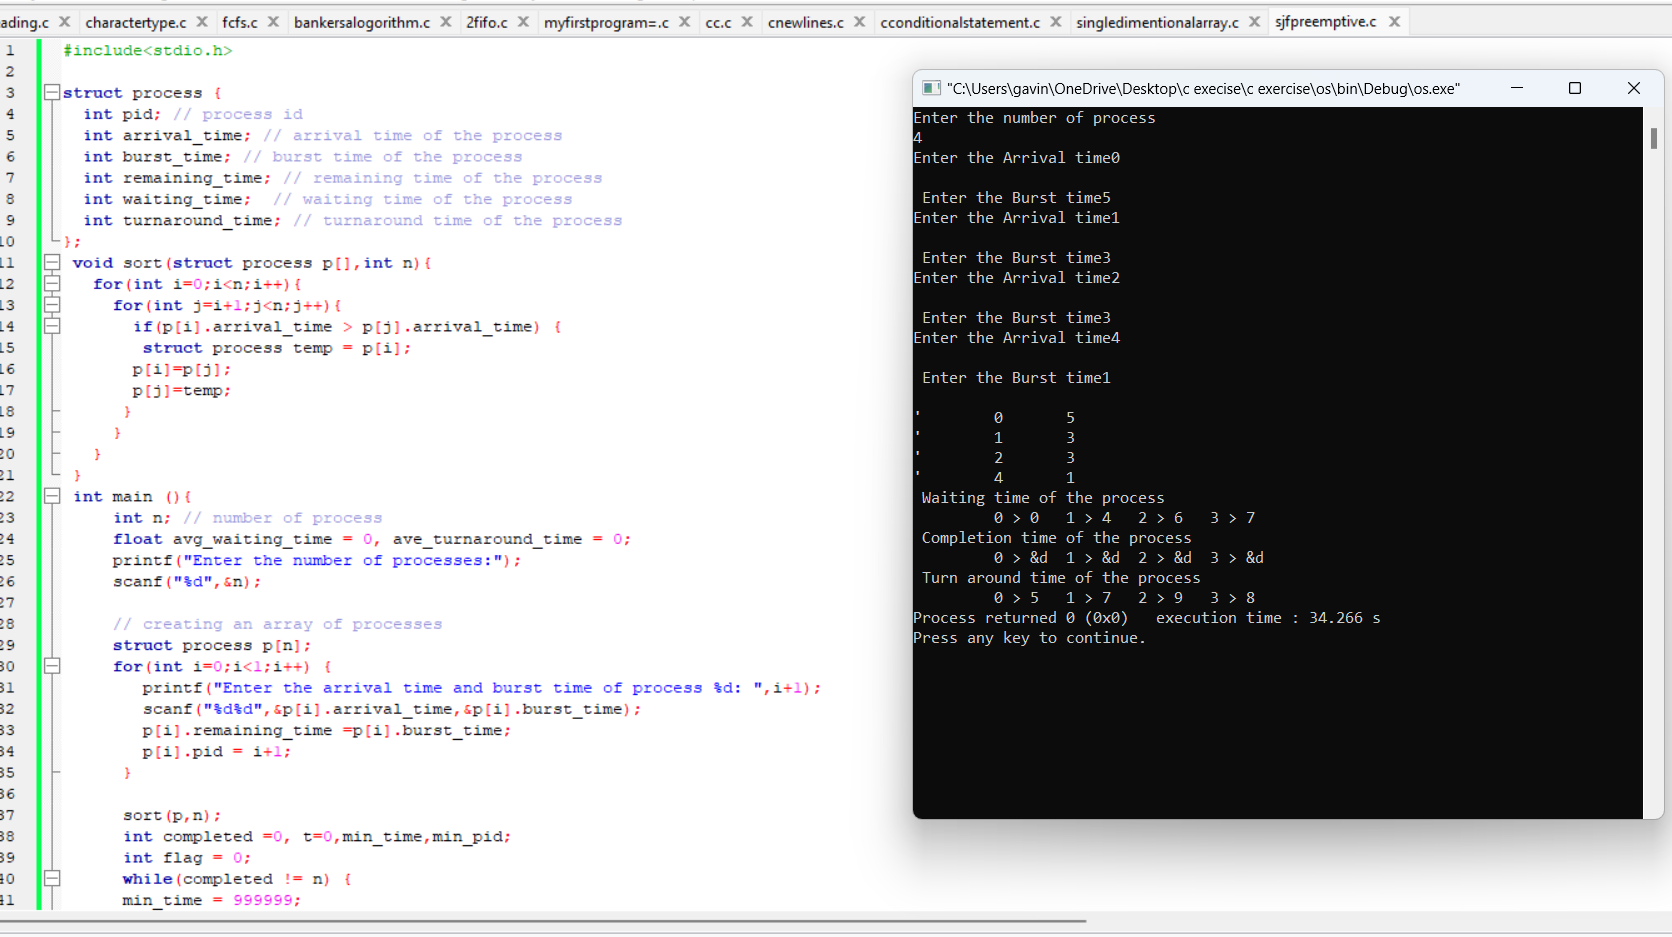 ading.c charactertype.c fcfs.c bankersalogorithm.c 2fifo.c myfirstprogram=.c cc.c cnewlines.c cconditionalstatement.c singledimentionalarray.c sjfpreemptive.c
1 #include<stdio.h>
2
3 struct process {
4 int pid; // process id
5 int arrival_time; // arrival time of the process
6 int burst_time; // burst time of the process
7 int remaining_time; // remaining time of the process
8 int waiting_time; // waiting time of the process
9 int turnaround_time; // turnaround time of the process
10 };
11 void sort(struct process p[],int n){
12 for(int i=0;i<n;i++){
13 for(int j=i+1;j<n;j++){
14 if(p[i].arrival_time > p[j].arrival_time) {
15 struct process temp = p[i];
16 p[i]=p[j];
17 p[j]=temp;
18 }
19 }
20 }
21 }
22 int main (){
23 int n; // number of process
24 float avg_waiting_time = 0, ave_turnaround_time = 0;
25 printf("Enter the number of processes:");
26 scanf("%d",&n);
27
28 // creating an array of processes
29 struct process p[n];
30 for(int i=0;i<1;i++) {
31 printf("Enter the arrival time and burst time of process %d: ",i+1);
32 scanf("%d%d",&p[i].arrival_time,&p[i].burst_time);
33 p[i].remaining_time =p[i].burst_time;
34 p[i].pid = i+1;
35 }
36
37 sort(p,n);
38 int completed =0, t=0,min_time,min_pid;
39 int flag = 0;
40 while(completed != n) {
41 min_time = 999999;
"C:\Users\gavin\OneDrive\Desktop\c execise\c exercise\os\bin\Debug\os.exe"
Enter the number of process
4
Enter the Arrival time0
Enter the Burst time5
Enter the Arrival time1
Enter the Burst time3
Enter the Arrival time2
Enter the Burst time3
Enter the Arrival time4
Enter the Burst time1
' 0 5
' 1 3
' 2 3
' 4 1
Waiting time of the process
0 > 0 1 > 4 2 > 6 3 > 7
Completion time of the process
0 > &d 1 > &d 2 > &d 3 > &d
Turn around time of the process
0 > 5 1 > 7 2 > 9 3 > 8
Process returned 0 (0x0) execution time : 34.266 s
Press any key to continue.